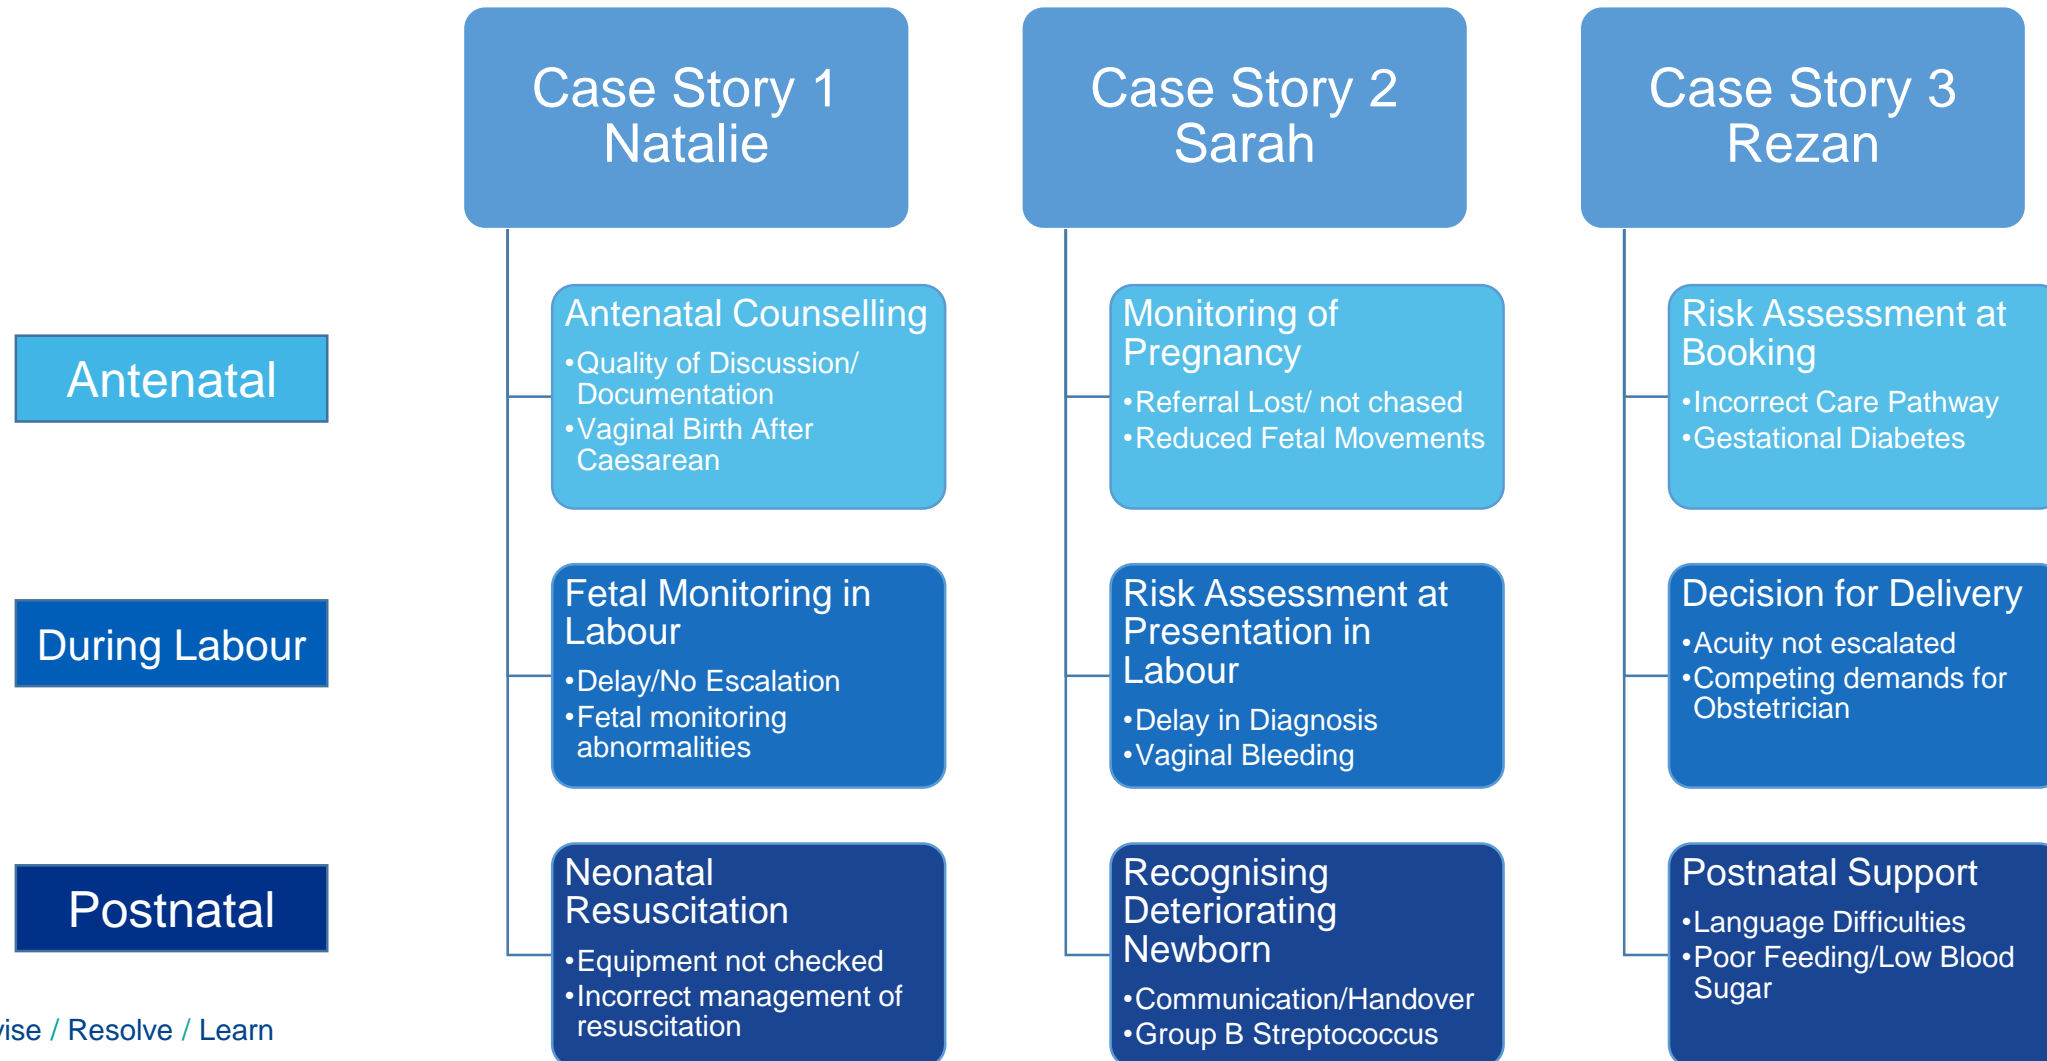 Case Story 1
Natalie
Case Story 2
Sarah
Case Story 3
Rezan
Antenatal
Antenatal Counselling
•Quality of Discussion/
Documentation
•Vaginal Birth After
Caesarean
Monitoring of
Pregnancy
•Referral Lost/ not chased
•Reduced Fetal Movements
Risk Assessment at
Booking
•Incorrect Care Pathway
•Gestational Diabetes
During Labour
Fetal Monitoring in
Labour
•Delay/No Escalation
•Fetal monitoring
abnormalities
Risk Assessment at
Presentation in
Labour
•Delay in Diagnosis
•Vaginal Bleeding
Decision for Delivery
•Acuity not escalated
•Competing demands for
Obstetrician
Postnatal
Neonatal
Resuscitation
•Equipment not checked
•Incorrect management of
resuscitation
Recognising
Deteriorating
Newborn
•Communication/Handover
•Group B Streptococcus
Postnatal Support
•Language Difficulties
•Poor Feeding/Low Blood
Sugar
/ Resolve / Learn